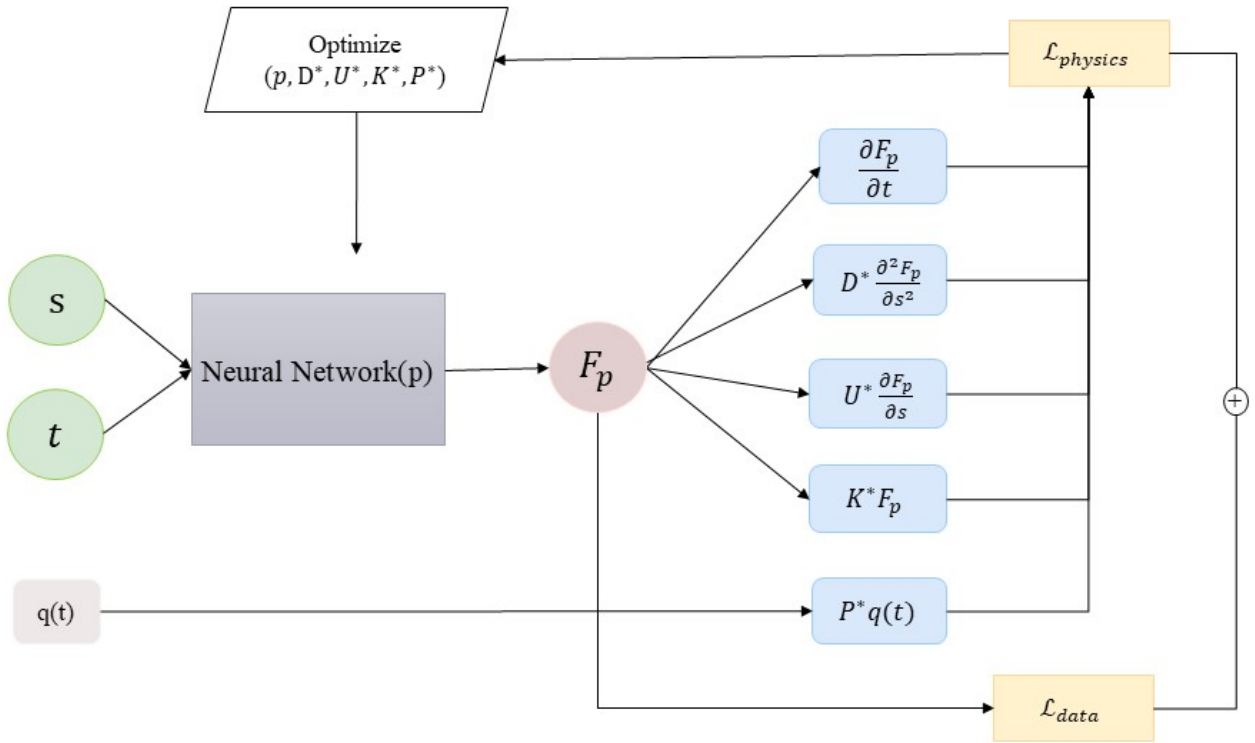 Optimize
(p, D*, U*, K*, P*)
ℒ_physics
∂F_p
∂t
D* ∂²F_p
∂s²
s
U* ∂F_p
∂s
Neural Network(p)
F_p
+
t
K*F_p
q(t)
P*q(t)
ℒ_data